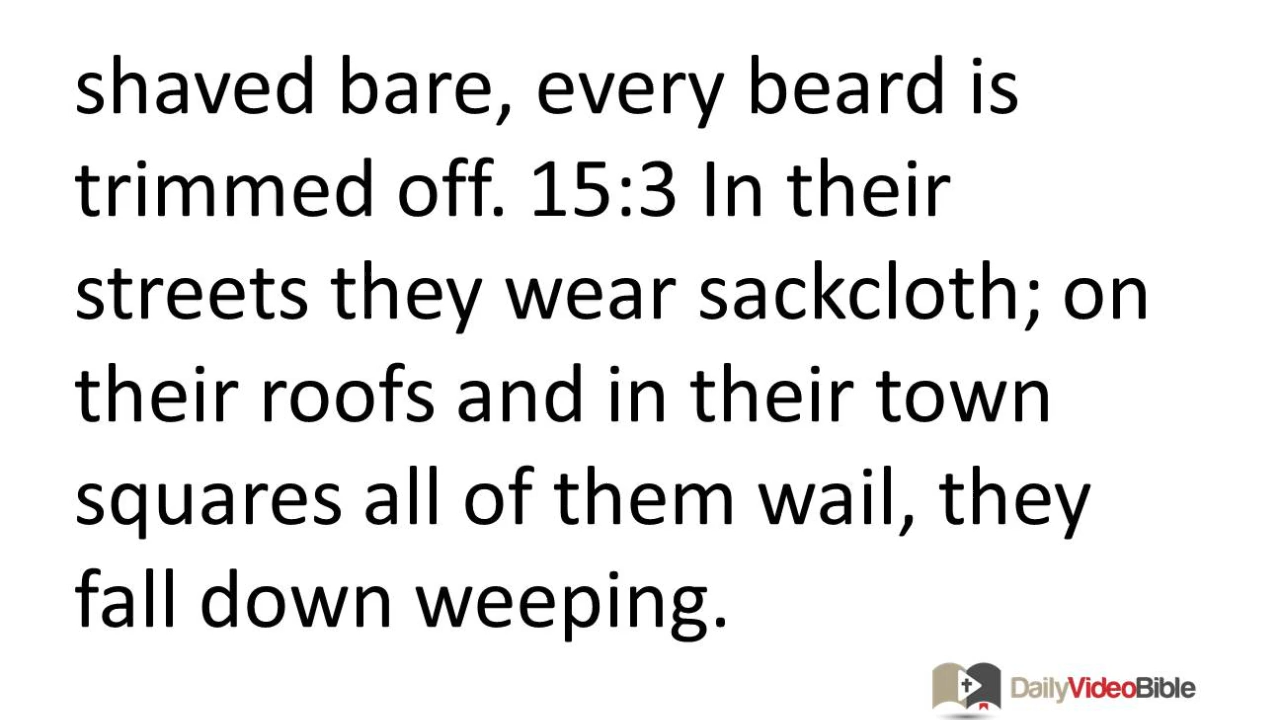 shaved bare, every beard is
trimmed off. 15:3 In their
streets they wear sackcloth; on
their roofs and in their town
squares all of them wail, they
fall down weeping.
DailyVideoBible